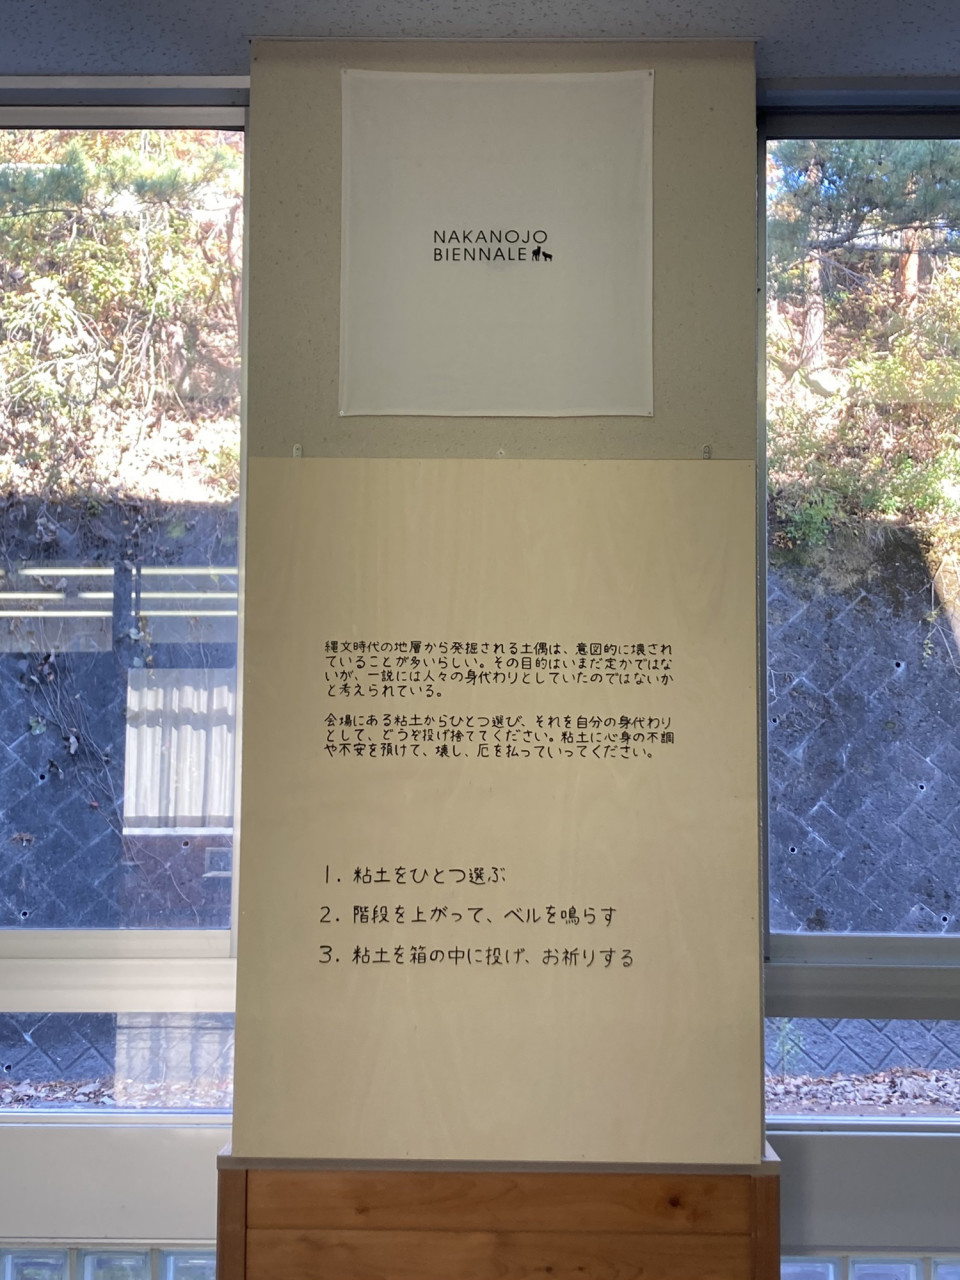 NAKANOJO
BIENNALE
縄文時代の地層から発掘される土偶は、意図的に壊され
ていることが多いらしい。その目的はいまだ定かではな
いが、一説には人々の身代わりとしていたのではないか
と考えられている。
会場にある粘土からひとつ選び、それを自分の身代わり
として、どうぞ投げ捨ててください。粘土に心身の不調
や不安を預けて、壊し、厄を払っていってください。
1. 粘土をひとつ選ぶ
2. 階段を上がって、ベルを鳴らす
3. 粘土を箱の中に投げ、お祈りする